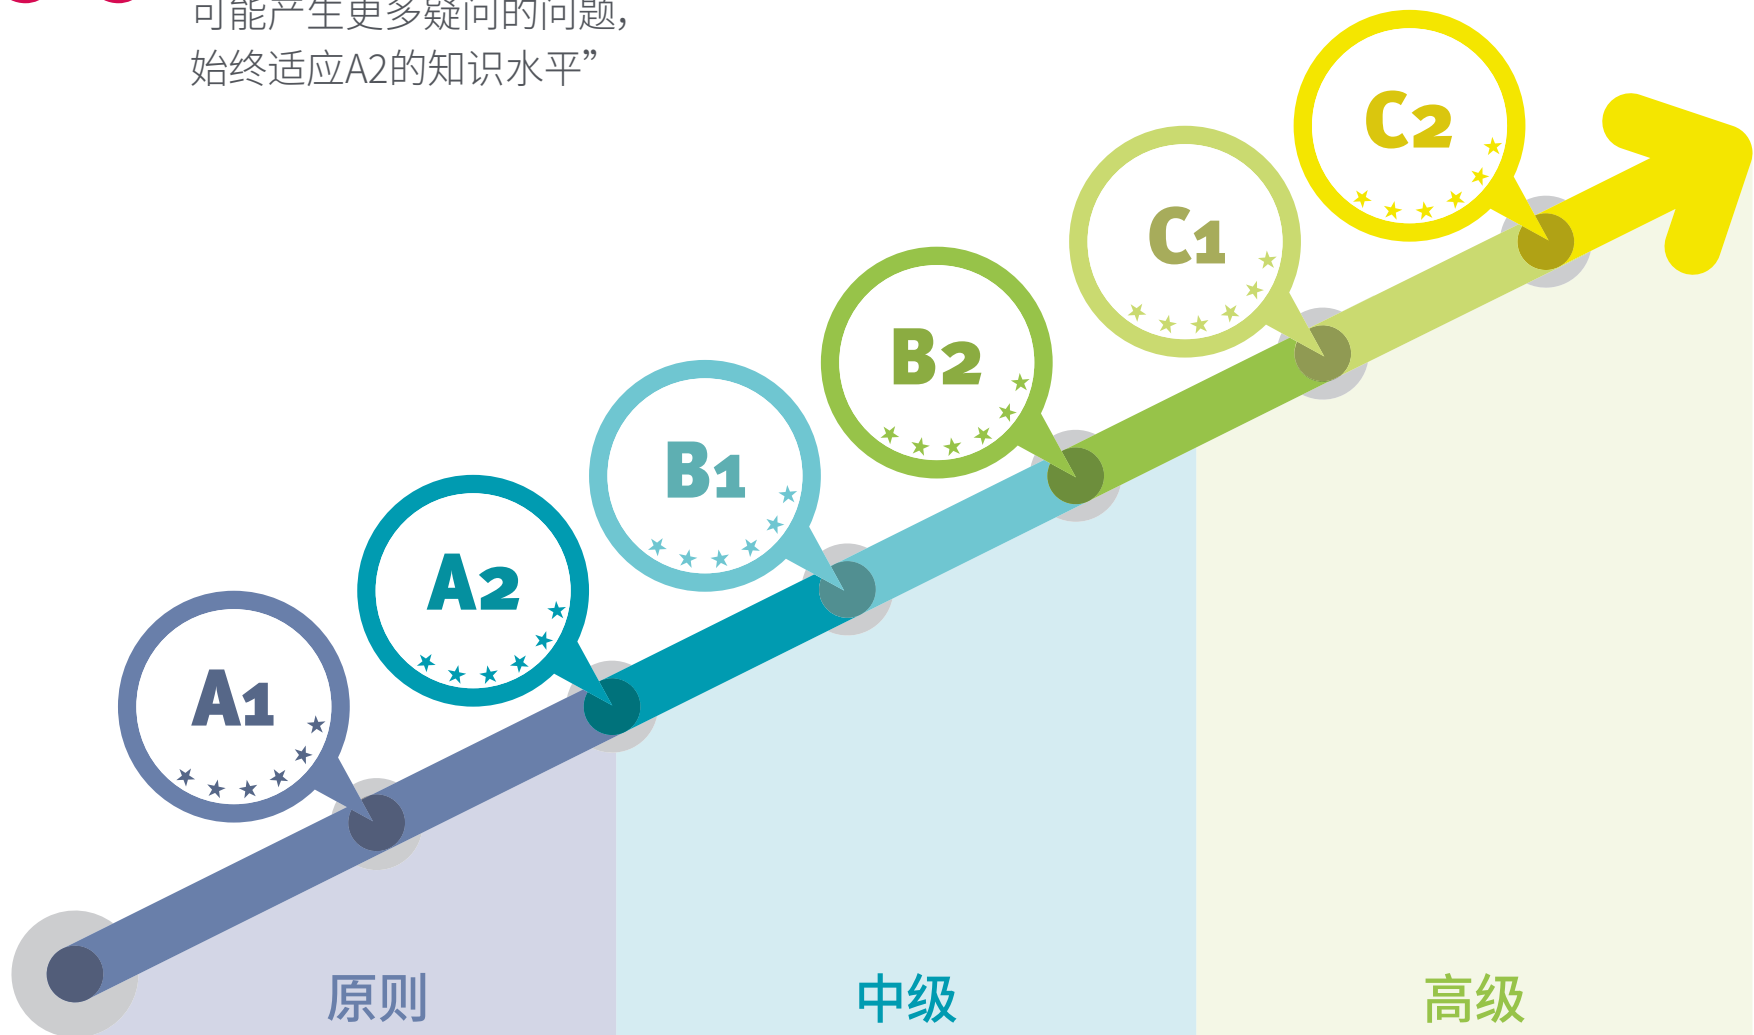 可能产生更多疑问的问题，
始终适应A2的知识水平”
C2
C1
B2
B1
A2
A1
原则
中级
高级